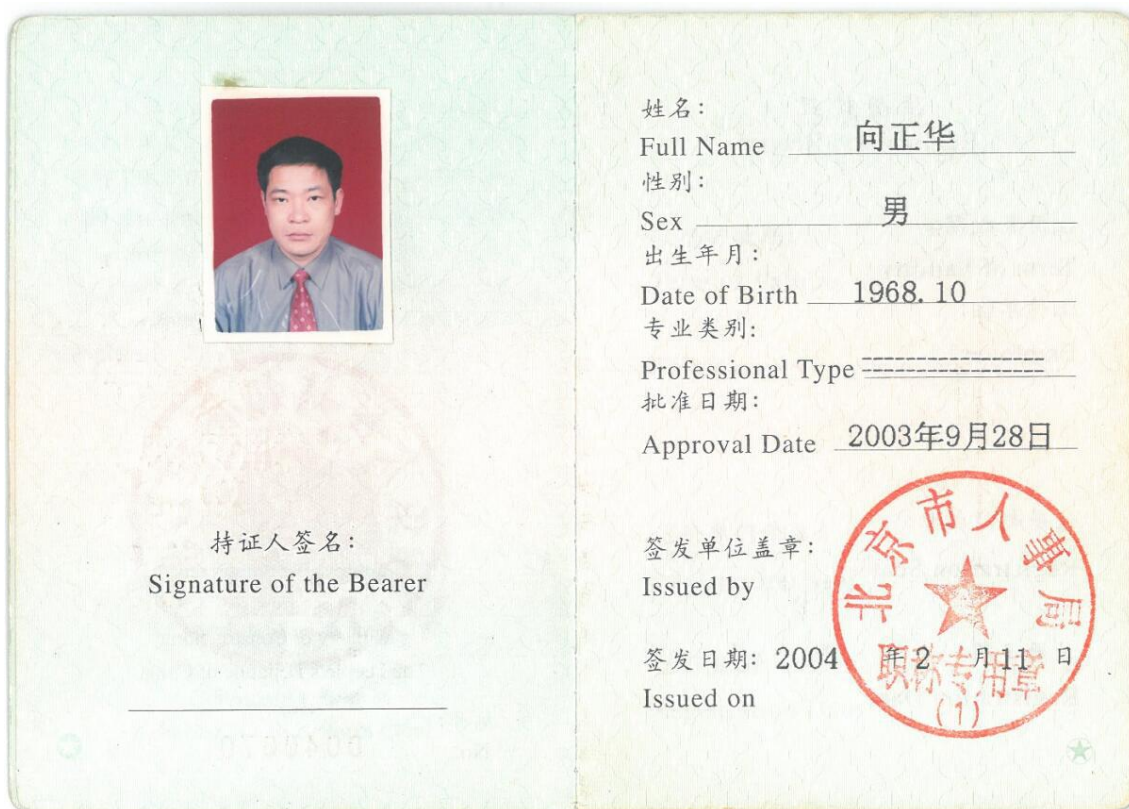 持证人签名:
Signature of the Bearer
姓名:
Full Name 向正华
性别:
Sex 男
出生年月:
Date of Birth 1968.10
专业类别:
Professional Type
批准日期:
Approval Date 2003年9月28日
签发单位盖章:
Issued by
北京市人事局
职称专用章
(1)
签发日期: 2004 年 2 月 11 日
Issued on